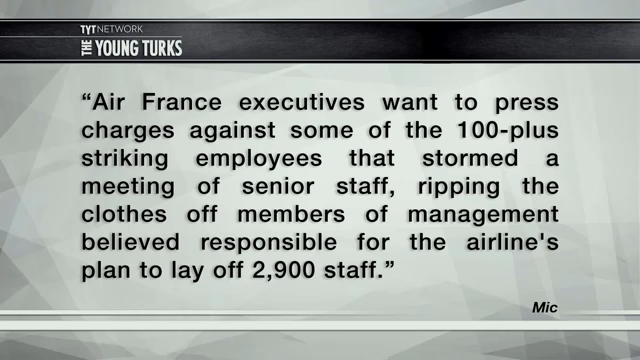 TYT NETWORK
THE YOUNG TURKS
“Air France executives want to press
charges against some of the 100-plus
striking employees that stormed a
meeting of senior staff, ripping the
clothes off members of management
believed responsible for the airline's
plan to lay off 2,900 staff.”
Mic